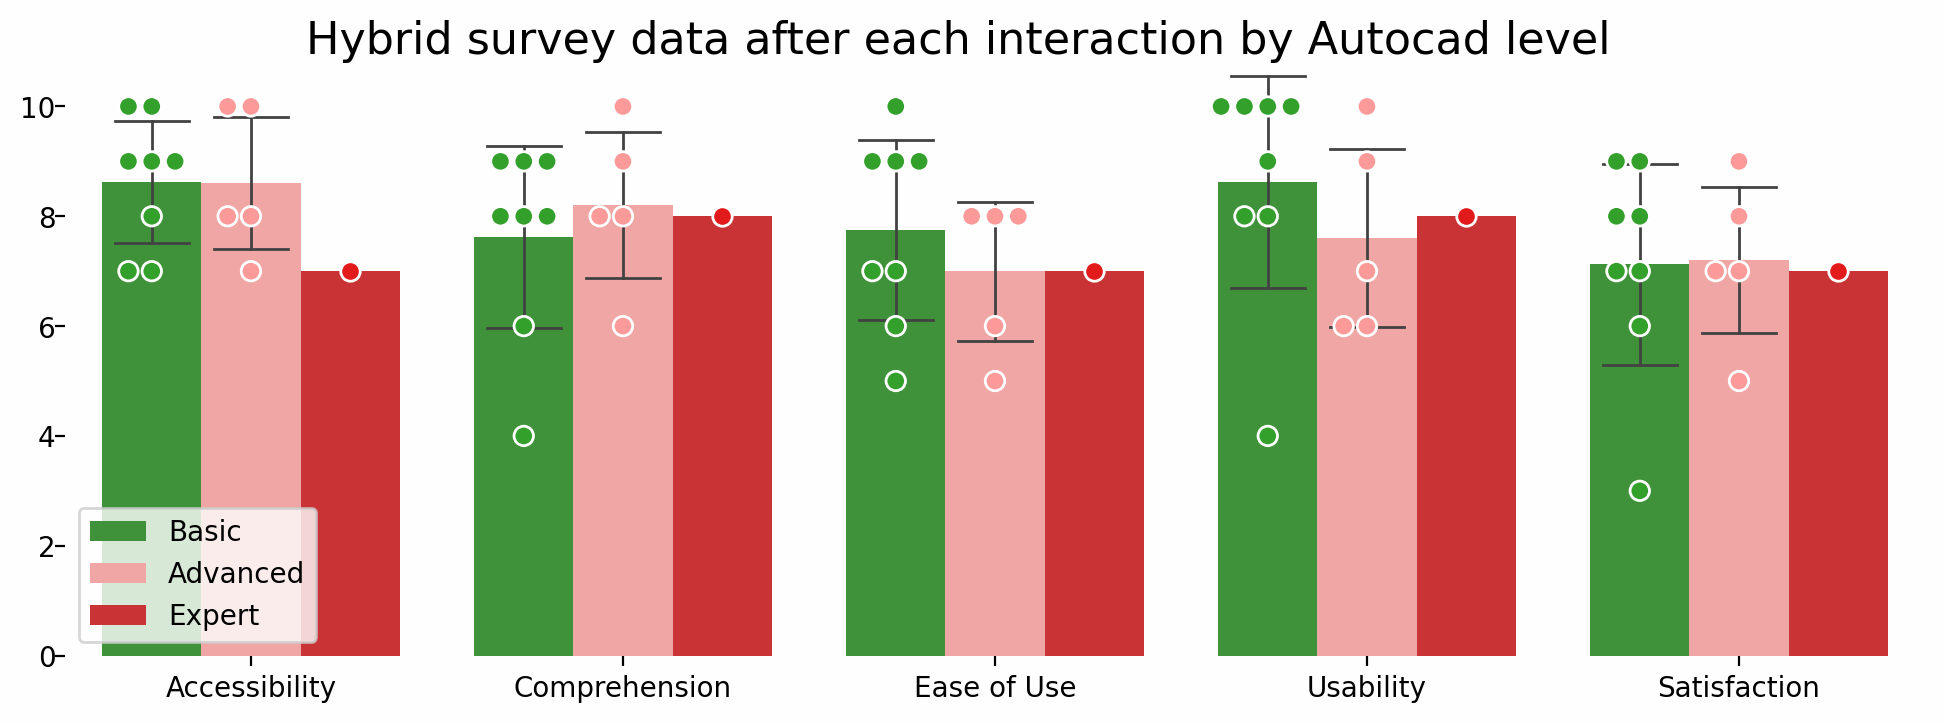 Hybrid survey data after each interaction by Autocad level
10
8
6
4
2
0
Basic
Advanced
Expert
Accessibility
Comprehension
Ease of Use
Usability
Satisfaction